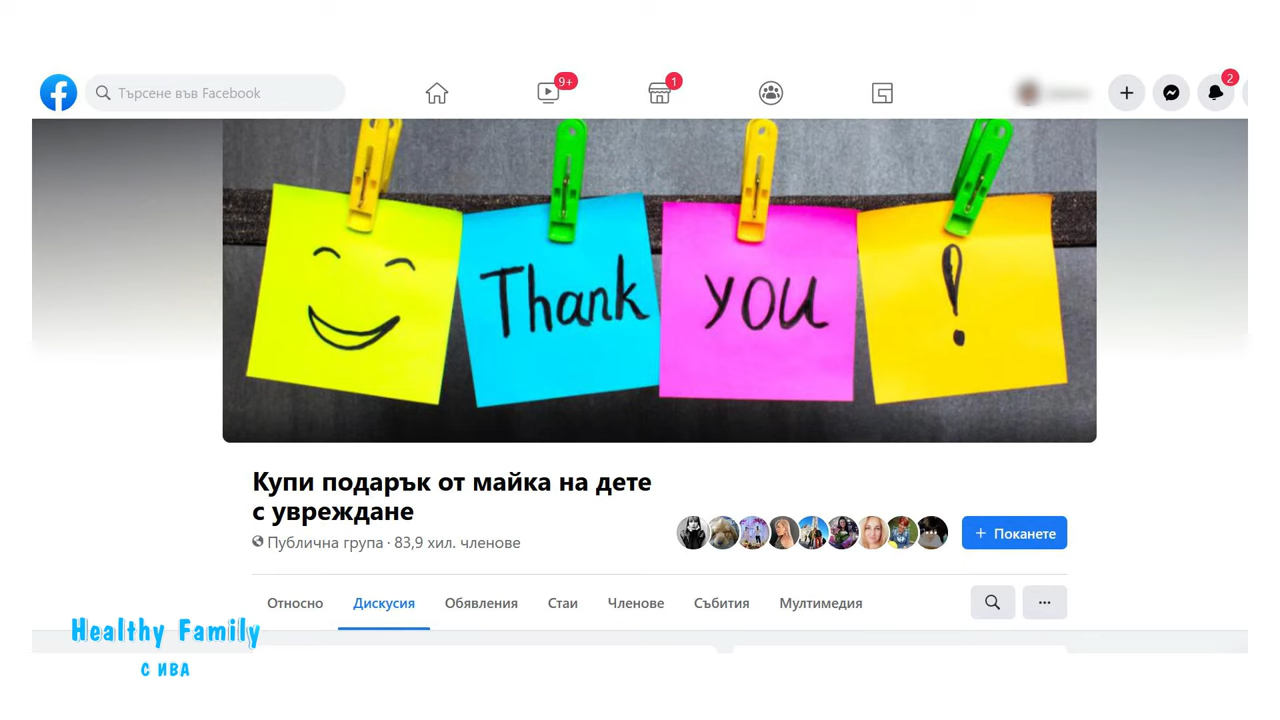 Търсене във Facebook
9+
1
2
Thank
you
!
Купи подарък от майка на дете
с увреждане
Публична група · 83,9 хил. членове
+ Поканете
Относно
Дискусия
Обявления
Стаи
Членове
Събития
Мултимедия
Healthy Family
С ИВА